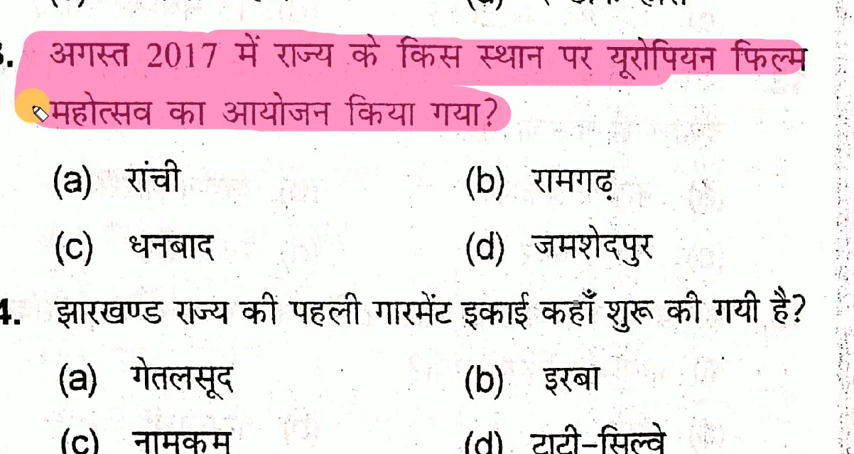 अगस्त 2017 में राज्य के किस स्थान पर यूरोपियन फिल्म
महोत्सव का आयोजन किया गया?
(a) रांची (b) रामगढ़
(c) धनबाद (d) जमशेदपुर
4. झारखण्ड राज्य की पहली गारमेंट इकाई कहाँ शुरू की गयी है?
(a) गेतलसूद (b) इरबा
(c) नामकुम (d) टाटी-सिल्वे